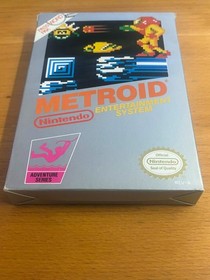 METROID
Nintendo
ENTERTAINMENT
SYSTEM
ADVENTURE
SERIES
Official
Nintendo
Seal of Quality